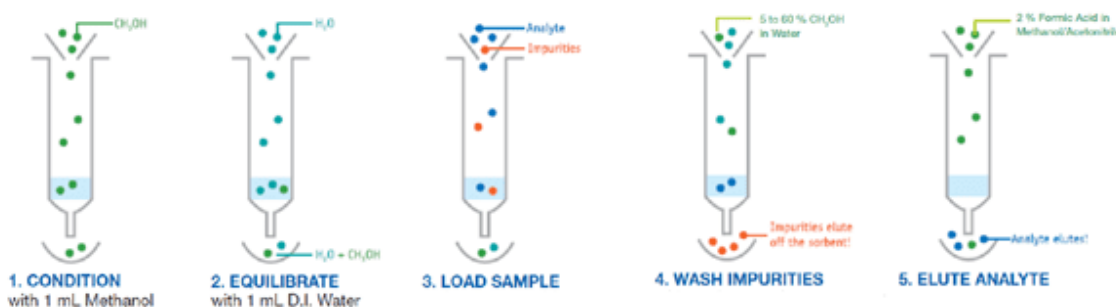 CH₃OH
H₂O
Analyte
Impurities
5 to 60 % CH₃OH
in Water
2 % Formic Acid in
Methanol/Acetonitrile
H₂O + CH₃OH
Impurities elute
off the sorbent!
Analyte elutes!
1. CONDITION
with 1 mL Methanol
2. EQUILIBRATE
with 1 mL D.I. Water
3. LOAD SAMPLE
4. WASH IMPURITIES
5. ELUTE ANALYTE